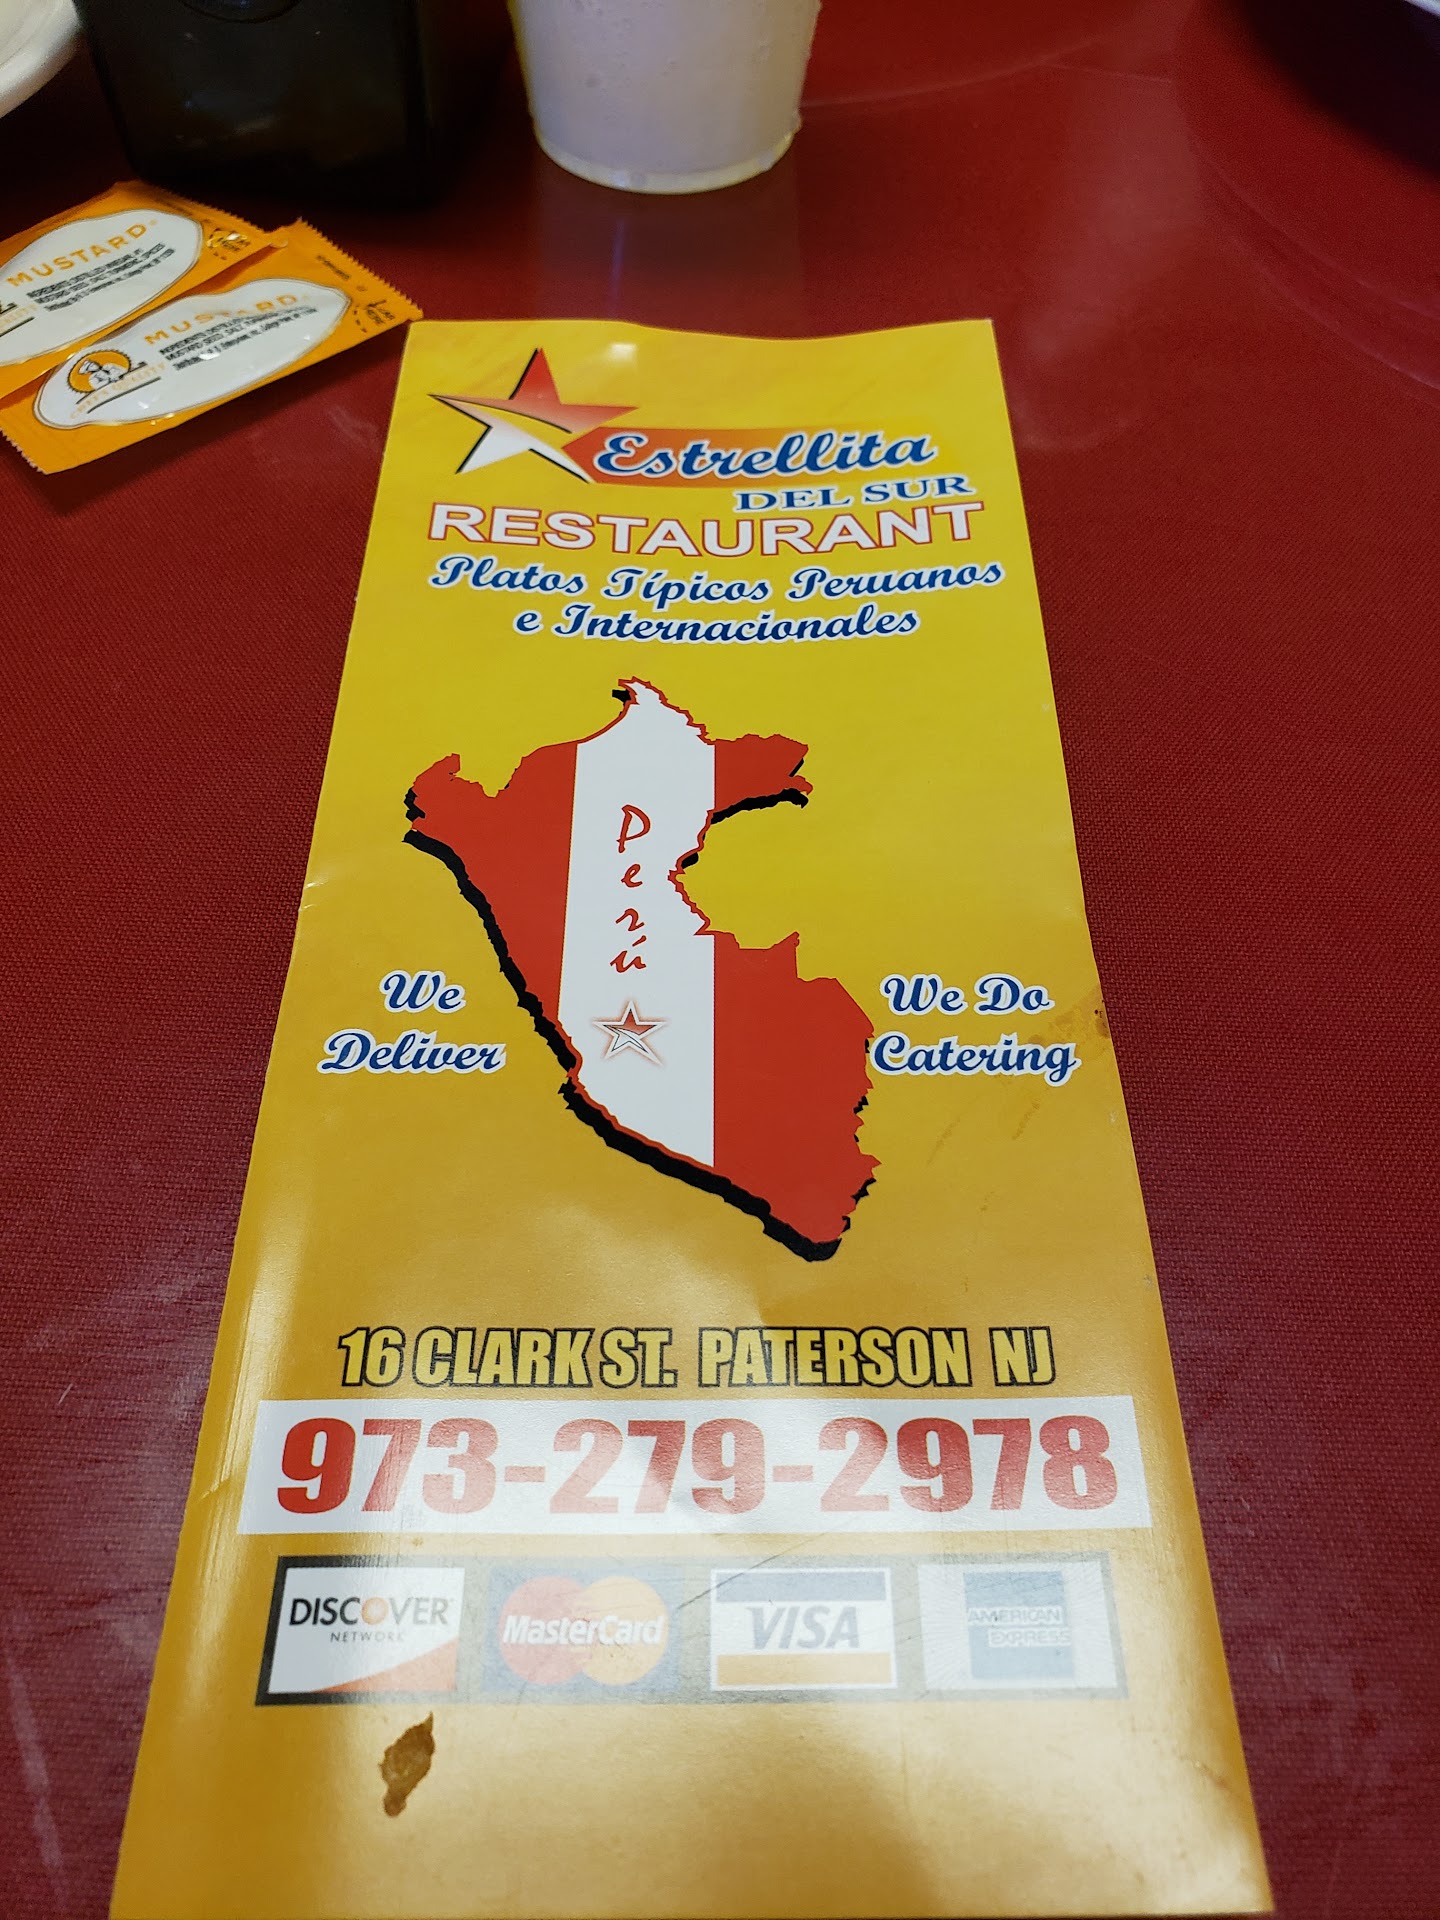 MUSTARD
MUSTARD
Estrellita
DEL SUR
RESTAURANT
Platos Típicos Peruanos
e Internacionales
Perú
We
Deliver
We Do
Catering
16 CLARK ST. PATERSON NJ
973-279-2978
DISCOVER
NETWORK
MasterCard
VISA
AMERICAN
EXPRESS